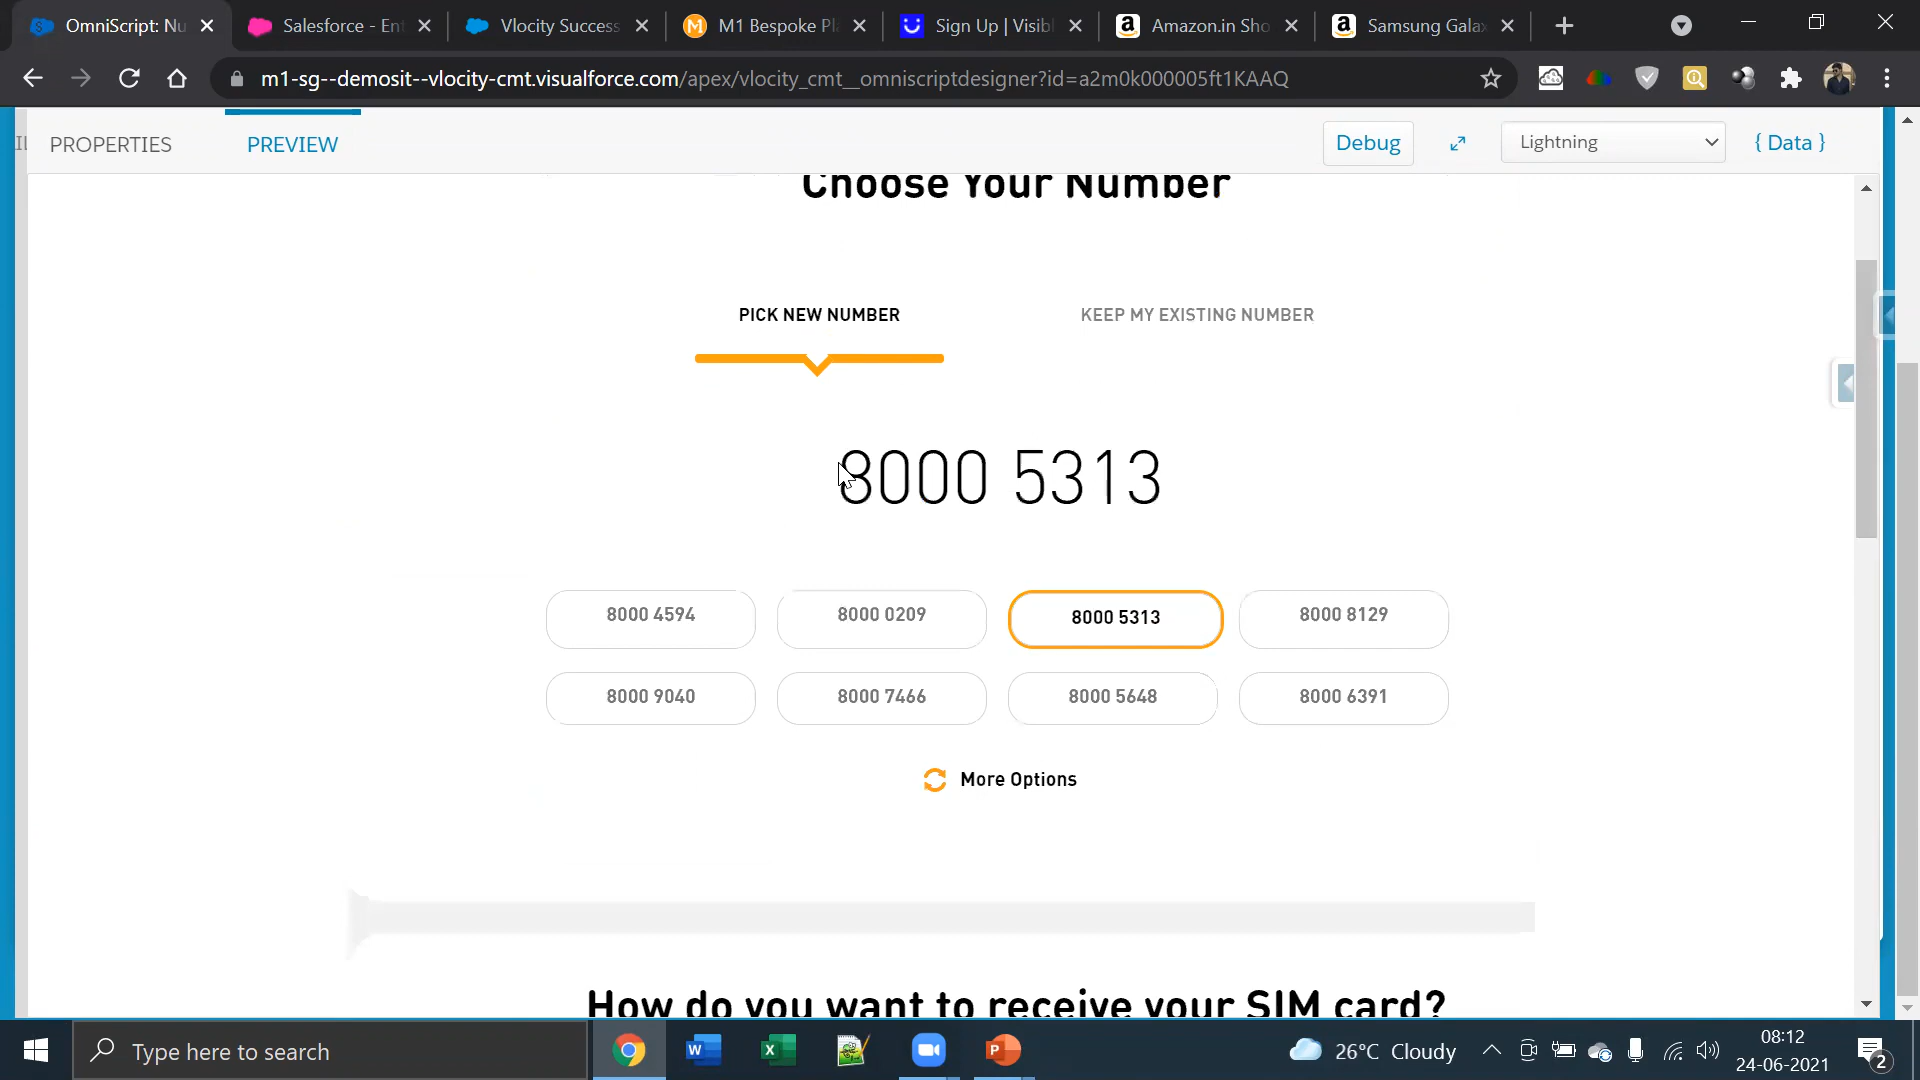 OmniScript: Nu
Salesforce - Ent
Vlocity Success
M1 Bespoke Pla
Sign Up | Visibl
Amazon.in Sho
Samsung Galax
m1-sg--demosit--vlocity-cmt.visualforce.com/apex/vlocity_cmt__omniscriptdesigner?id=a2m0k000005ft1KAAQ
PROPERTIES
PREVIEW
Debug
Lightning
{ Data }
Choose Your Number
PICK NEW NUMBER
KEEP MY EXISTING NUMBER
8000 5313
8000 4594
8000 0209
8000 5313
8000 8129
8000 9040
8000 7466
8000 5648
8000 6391
More Options
How do you want to receive your SIM card?
Type here to search
26°C Cloudy
08:12
24-06-2021
2